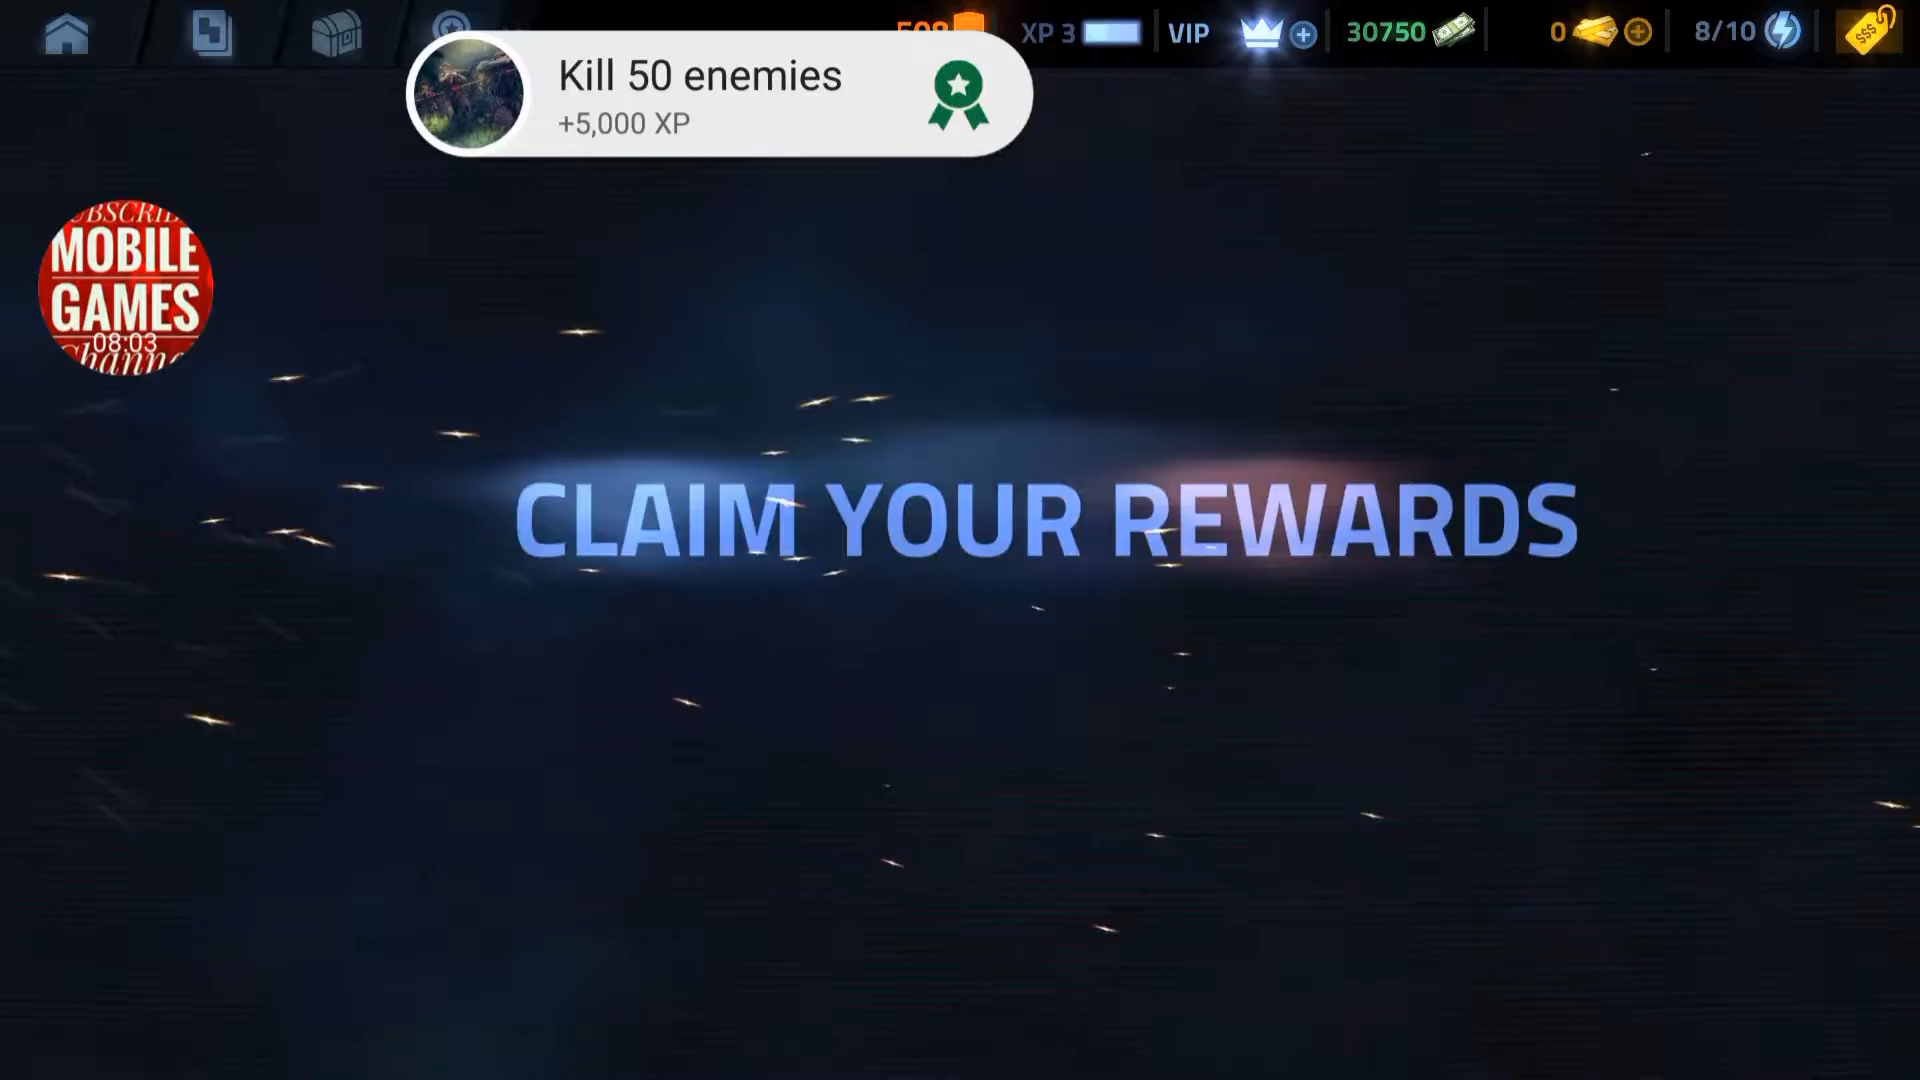 508 XP 3 VIP 30750 0 8/10
Kill 50 enemies
+5,000 XP
MOBILE
GAMES
08:03
CLAIM YOUR REWARDS